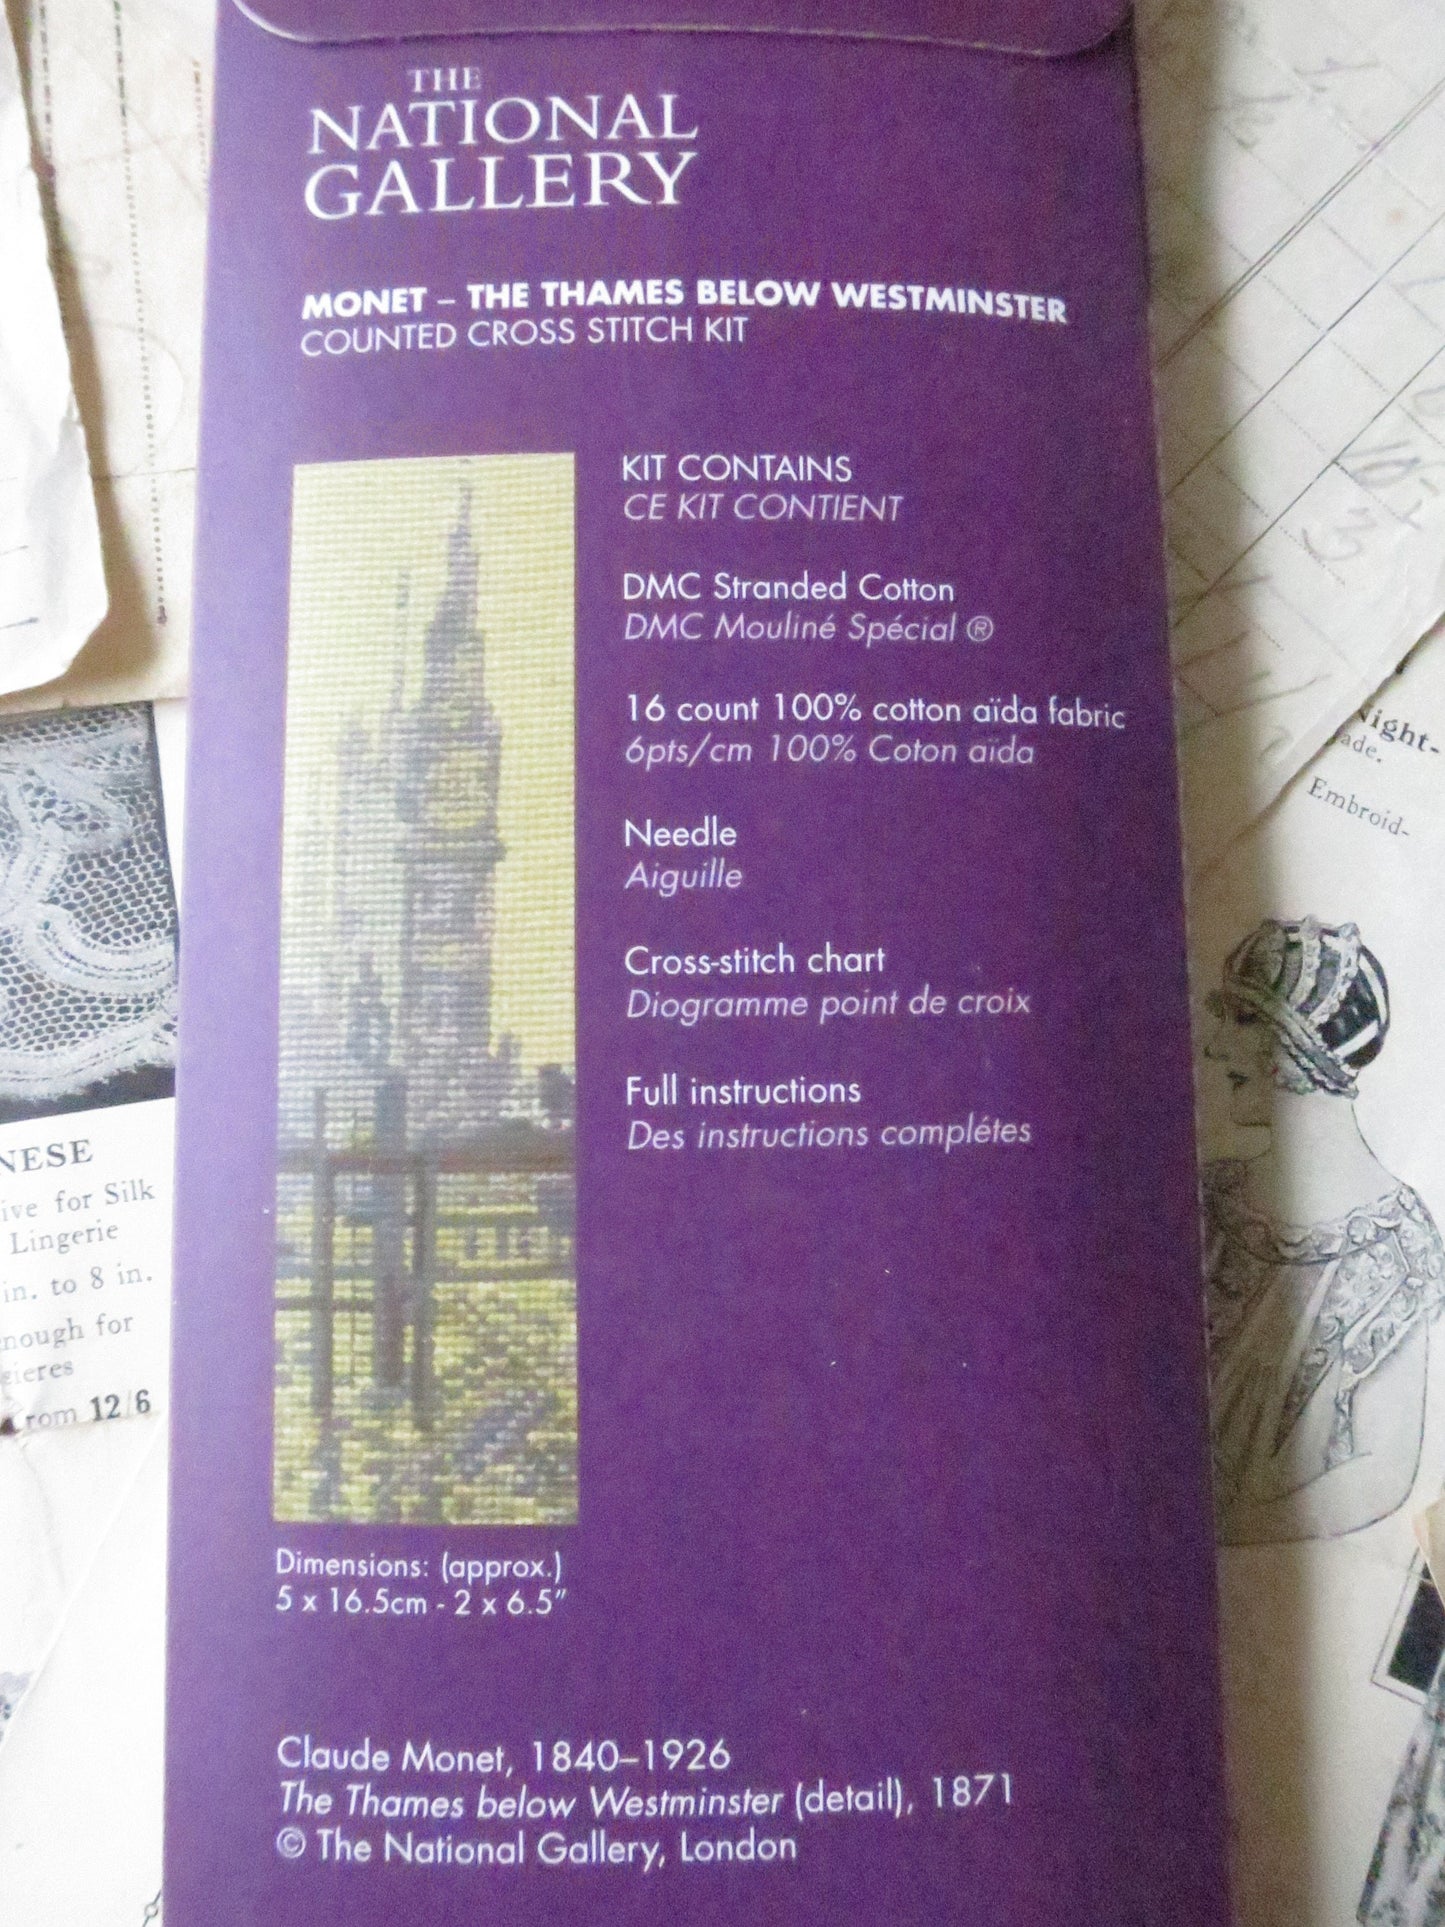 THE
NATIONAL
GALLERY
MONET – THE THAMES BELOW WESTMINSTER
COUNTED CROSS STITCH KIT
KIT CONTAINS
CE KIT CONTIENT
DMC Stranded Cotton
DMC Mouliné Spécial ®
16 count 100% cotton aïda fabric
6pts/cm 100% Coton aïda
Needle
Aiguille
Cross-stitch chart
Diogramme point de croix
Full instructions
Des instructions complétes
Dimensions: (approx.)
5 x 16.5cm - 2 x 6.5"
Claude Monet, 1840–1926
The Thames below Westminster (detail), 1871
© The National Gallery, London
NESE
ive for Silk
Lingerie
in. to 8 in.
nough for
sieres
rom 12/6
Night-
ade.
Embroid-
3